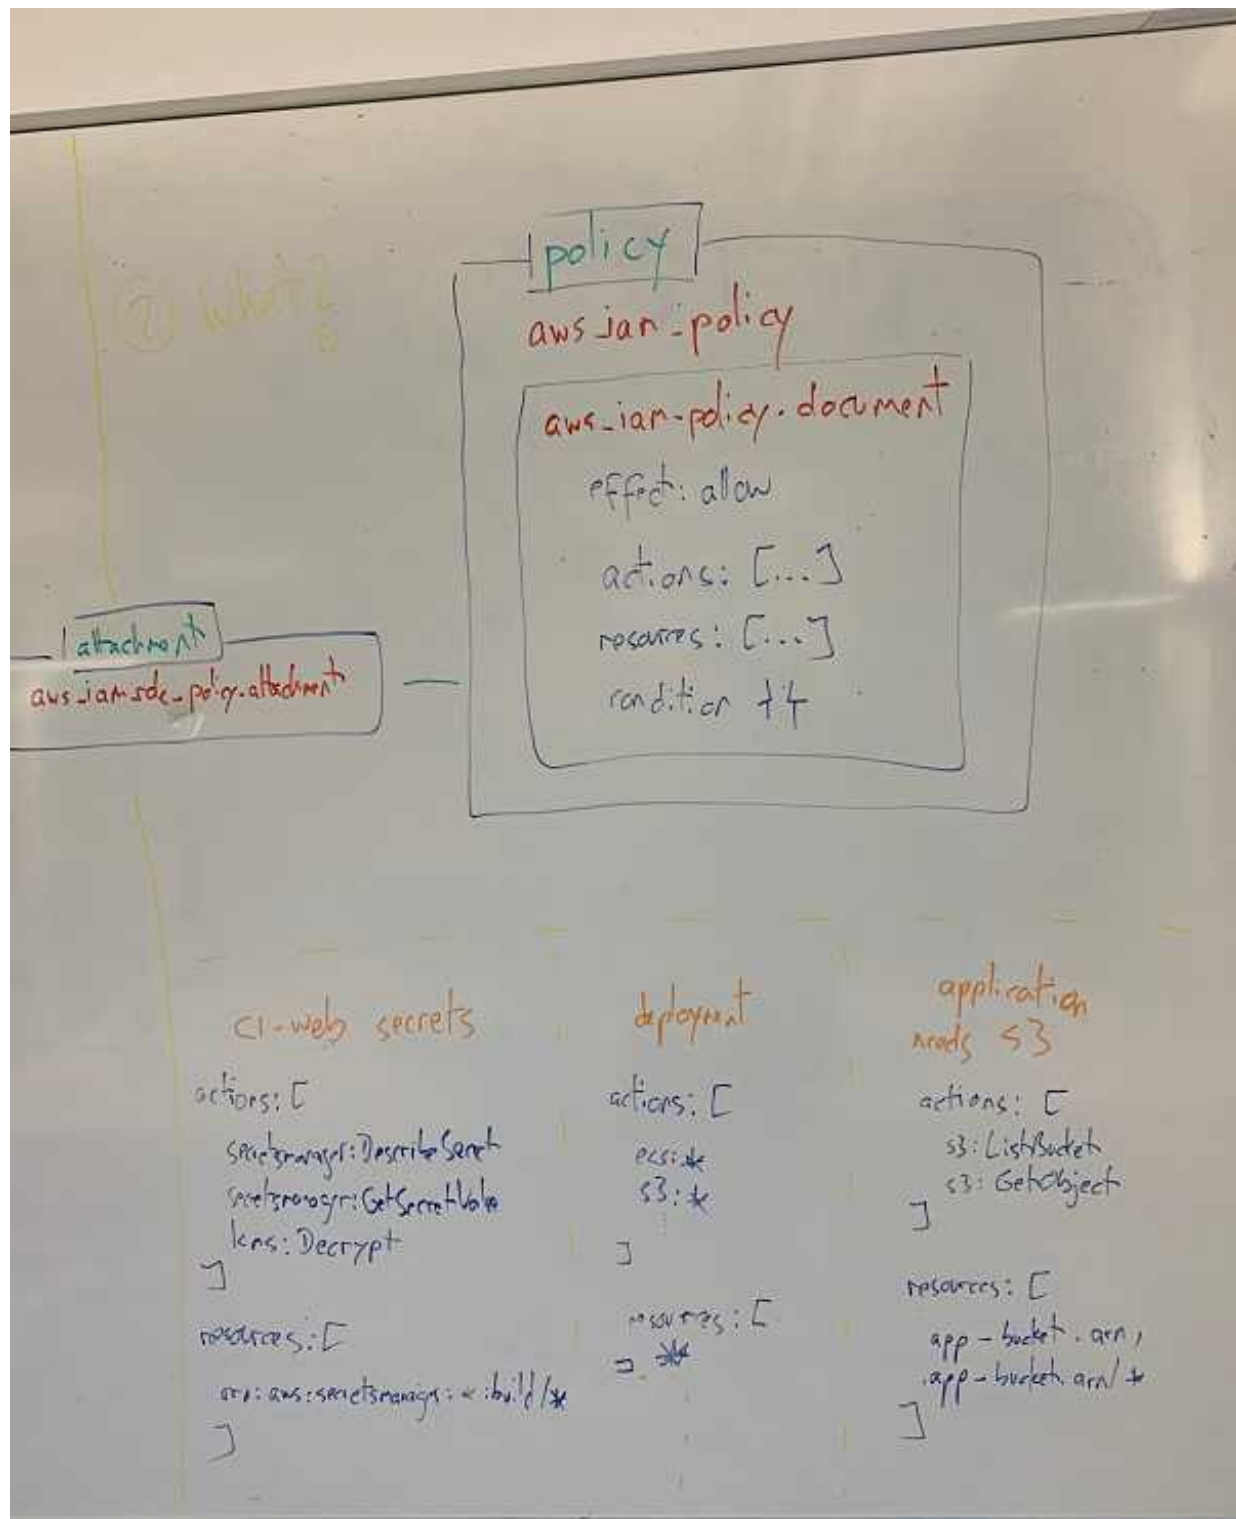 ② What?
policy
aws_iam_policy
aws_iam_policy_document
effect: allow
actions: [...]
resources: [...]
condition
attachment
aws_iam_role_policy_attachment
CI-web secrets
actions: [
secretsmanager:DescribeSecret
secretsmanager:GetSecretValue
kms:Decrypt
]
resources: [
arn:aws:secretsmanager: :build/*
]
deployment
actions: [
ecs:*
s3:*
]
resources: [
] *
application
needs S3
actions: [
s3:ListBucket
s3:GetObject
]
resources: [
app-bucket.arn,
app-bucket.arn/*
]